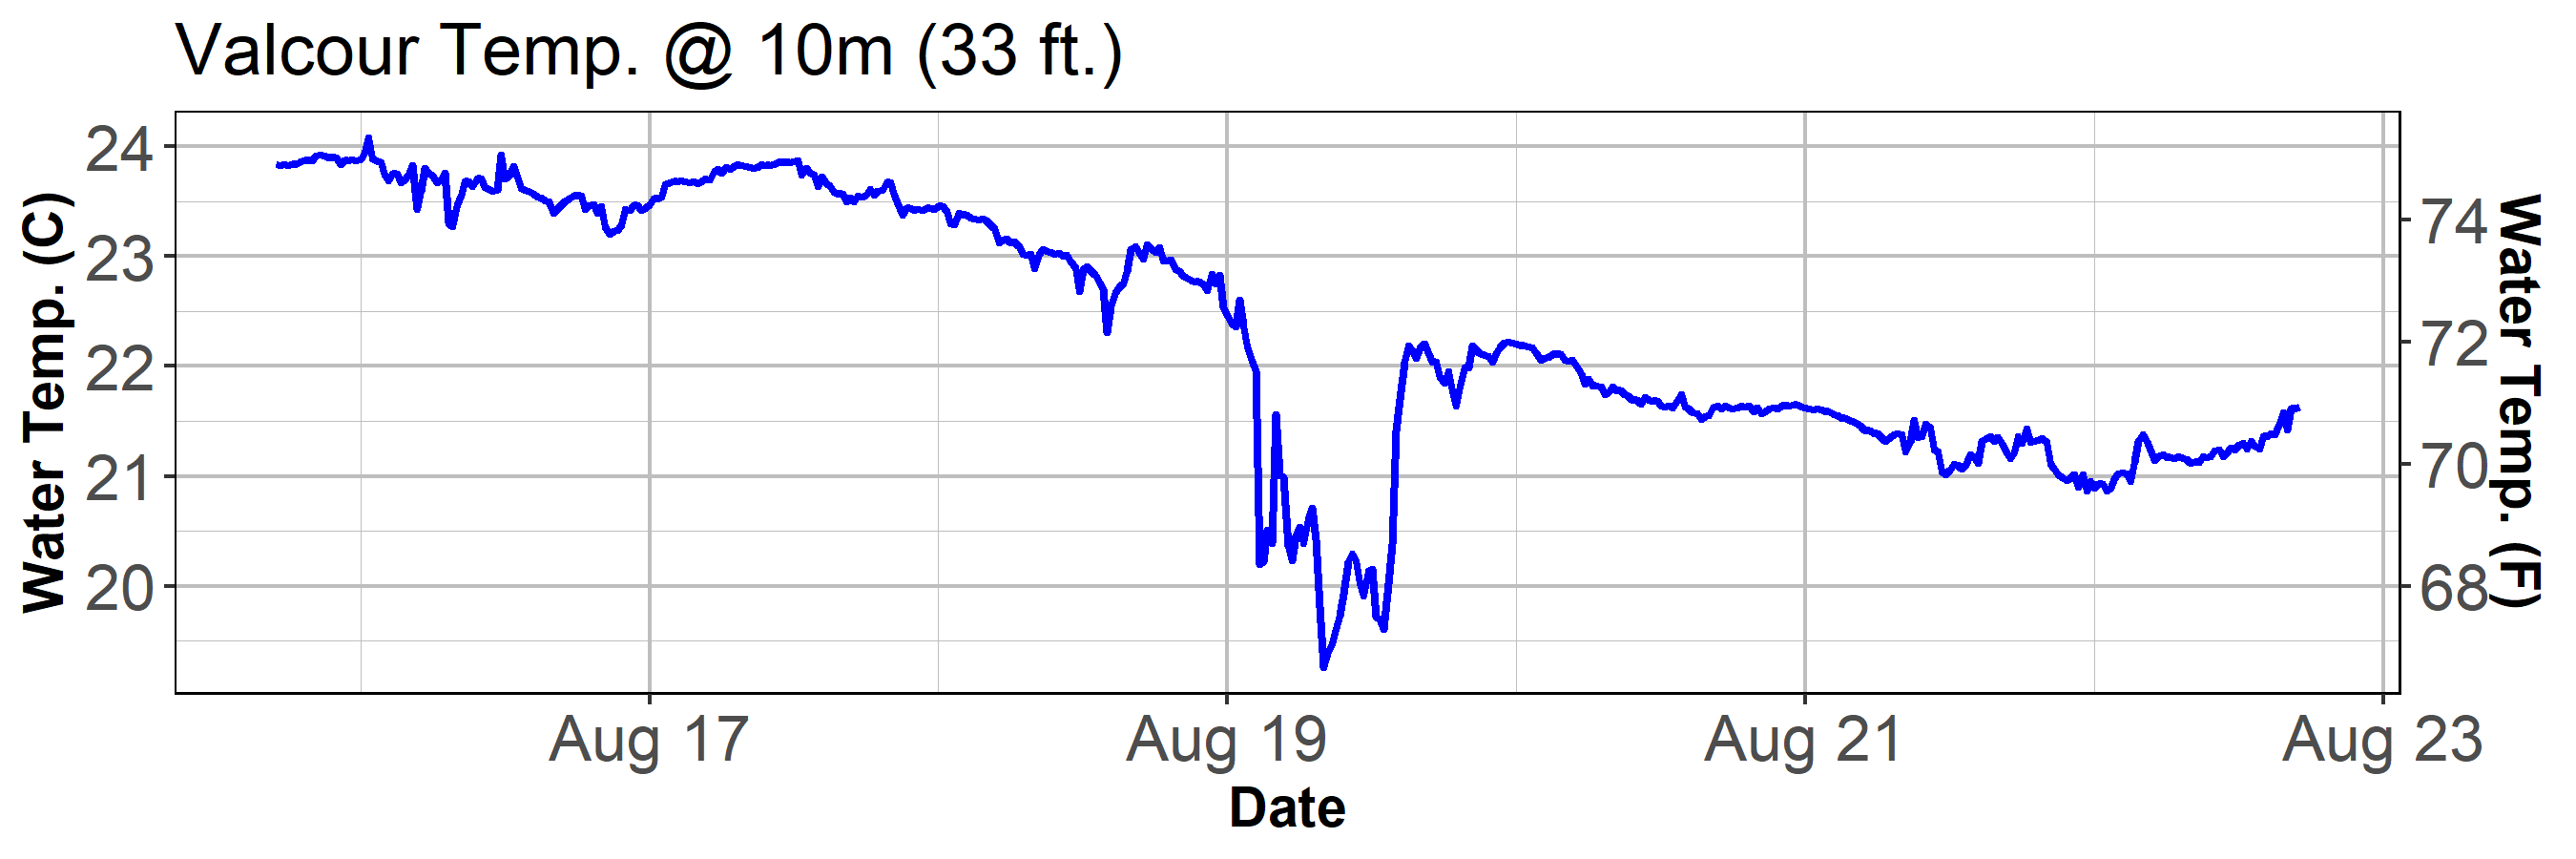 Valcour Temp. @ 10m (33 ft.)
Water Temp. (C)
24
23
22
21
20
74
72
70
68
Water Temp. (F)
Aug 17
Aug 19
Aug 21
Aug 23
Date